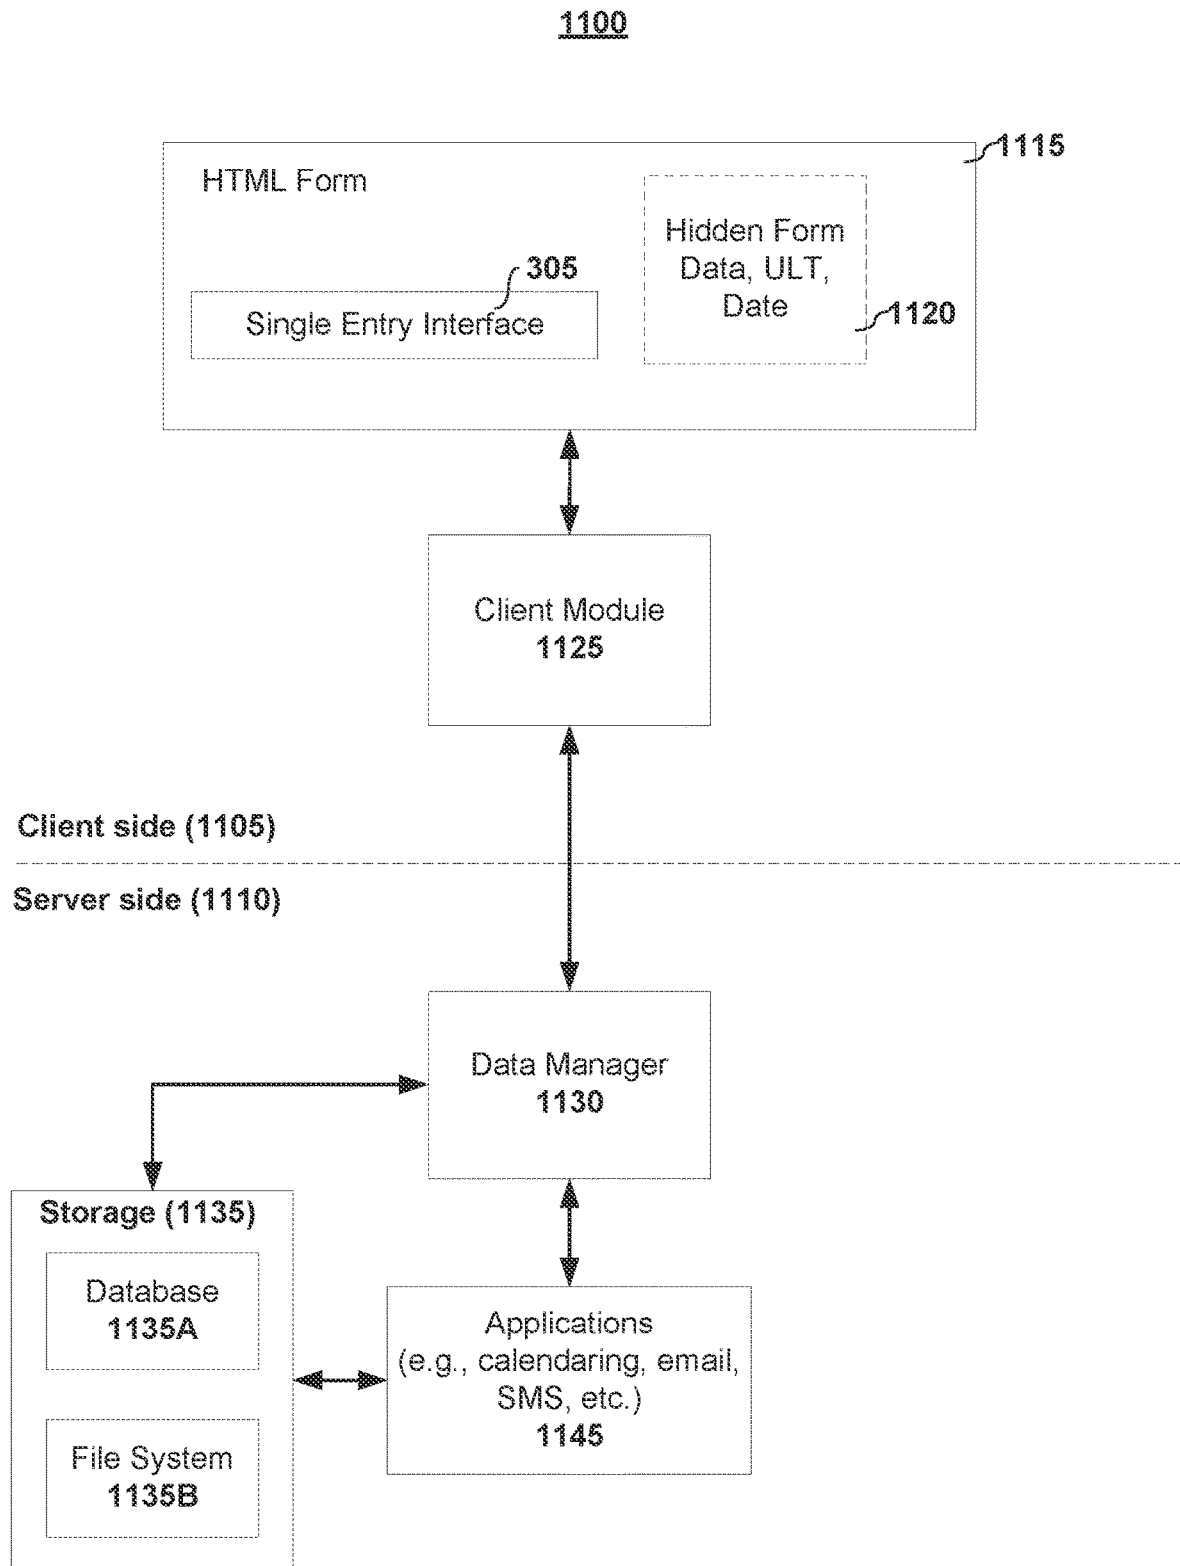 1100
1115
HTML Form
Hidden Form
Data, ULT,
Date
1120
305
Single Entry Interface
Client Module
1125
Client side (1105)
Server side (1110)
Data Manager
1130
Storage (1135)
Database
1135A
File System
1135B
Applications
(e.g., calendaring, email,
SMS, etc.)
1145